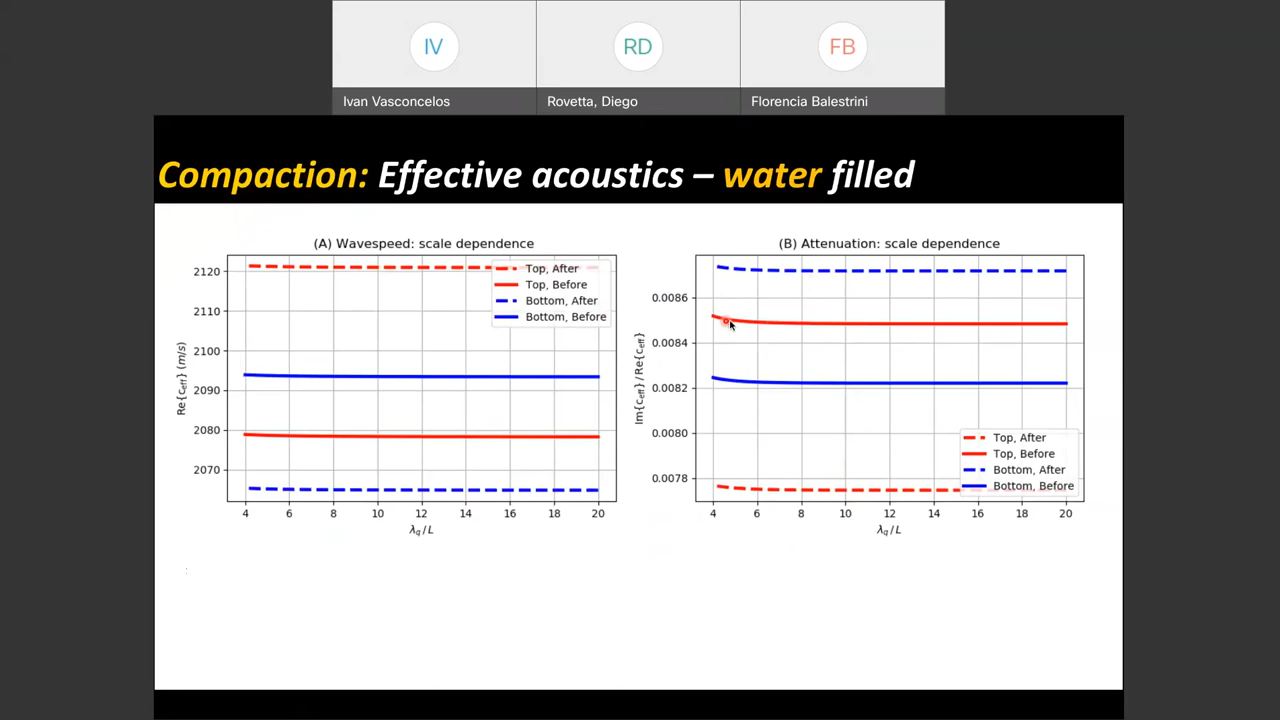 IV
RD
FB
Ivan Vasconcelos
Rovetta, Diego
Florencia Balestrini
Compaction: Effective acoustics – water filled
(A) Wavespeed: scale dependence
Re{c_eff} (m/s)
2120
2110
2100
2090
2080
2070
Top, After
Top, Before
Bottom, After
Bottom, Before
4 6 8 10 12 14 16 18 20
λ_q / L
(B) Attenuation: scale dependence
Im{c_eff} / Re{c_eff}
0.0086
0.0084
0.0082
0.0080
0.0078
Top, After
Top, Before
Bottom, After
Bottom, Before
4 6 8 10 12 14 16 18 20
λ_q / L